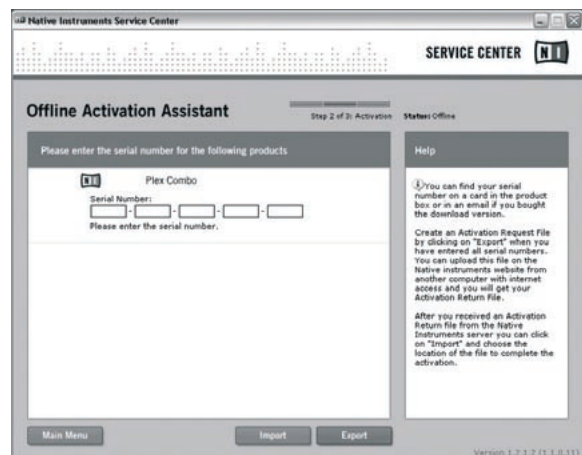 Native Instruments Service Center
SERVICE CENTER NI
Offline Activation Assistant
Step 2 of 3: Activation
Status: Offline
Please enter the serial number for the following products
NI Plex Combo
Serial Number:
- - - -
Please enter the serial number.
Help
You can find your serial
number on a card in the product
box or in an email if you bought
the download version.
Create an Activation Request File
by clicking on "Export" when you
have entered all serial numbers.
You can upload this file on the
Native instruments website from
another computer with internet
access and you will get your
Activation Return File.
After you received an Activation
Return file from the Native
Instruments server you can click
on "Import" and choose the
location of the file to complete the
activation.
Main Menu
Import
Export
Version